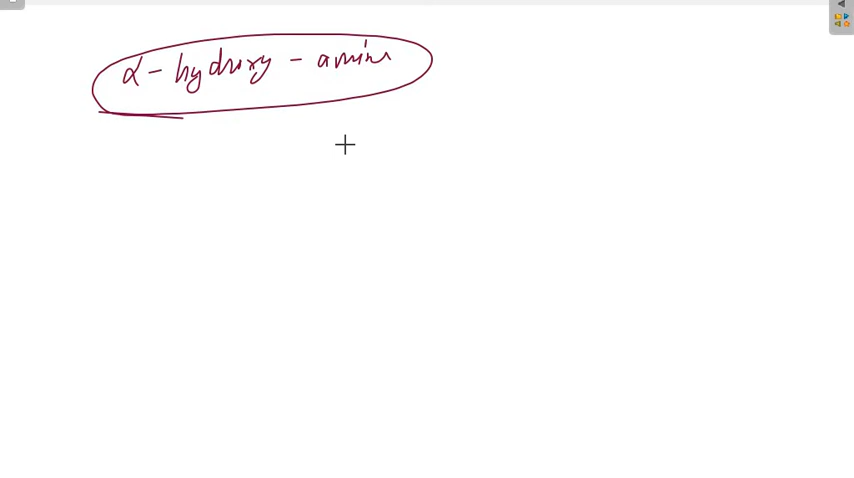 α - hydroxy - amine